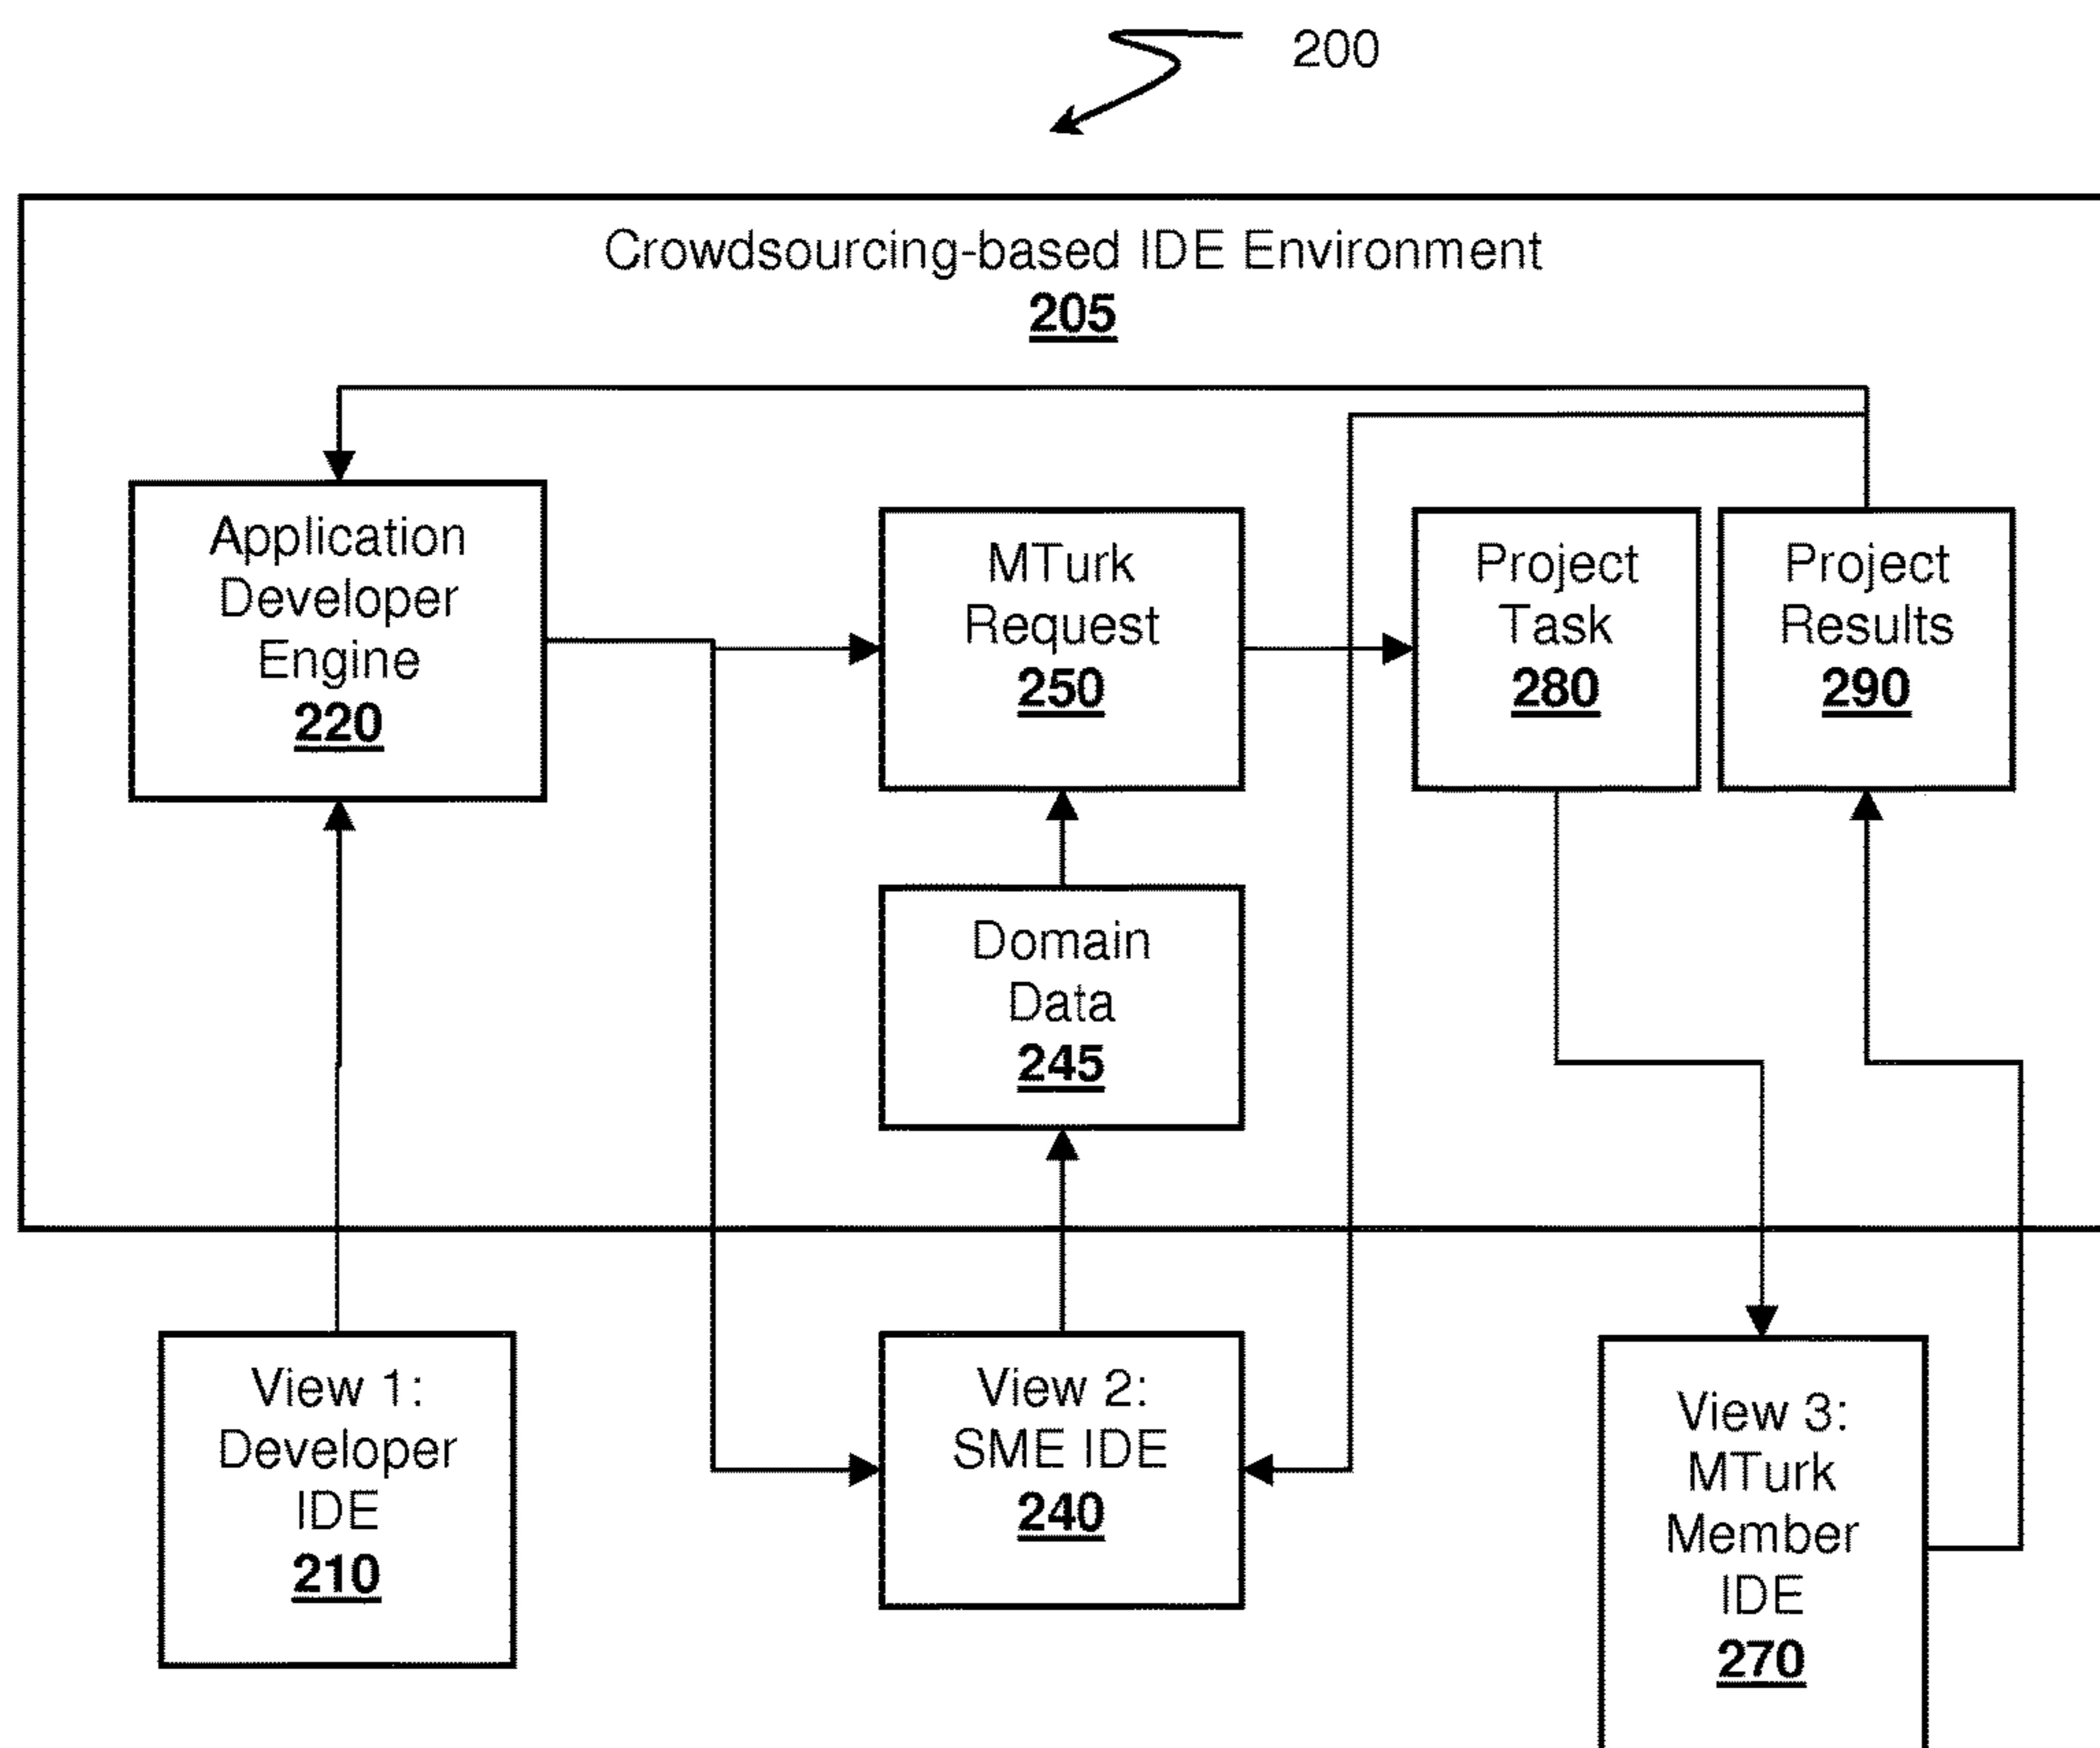 200
Crowdsourcing-based IDE Environment
205
Application
Developer
Engine
220
MTurk
Request
250
Project
Task
280
Project
Results
290
Domain
Data
245
View 1:
Developer
IDE
210
View 2:
SME IDE
240
View 3:
MTurk
Member
IDE
270